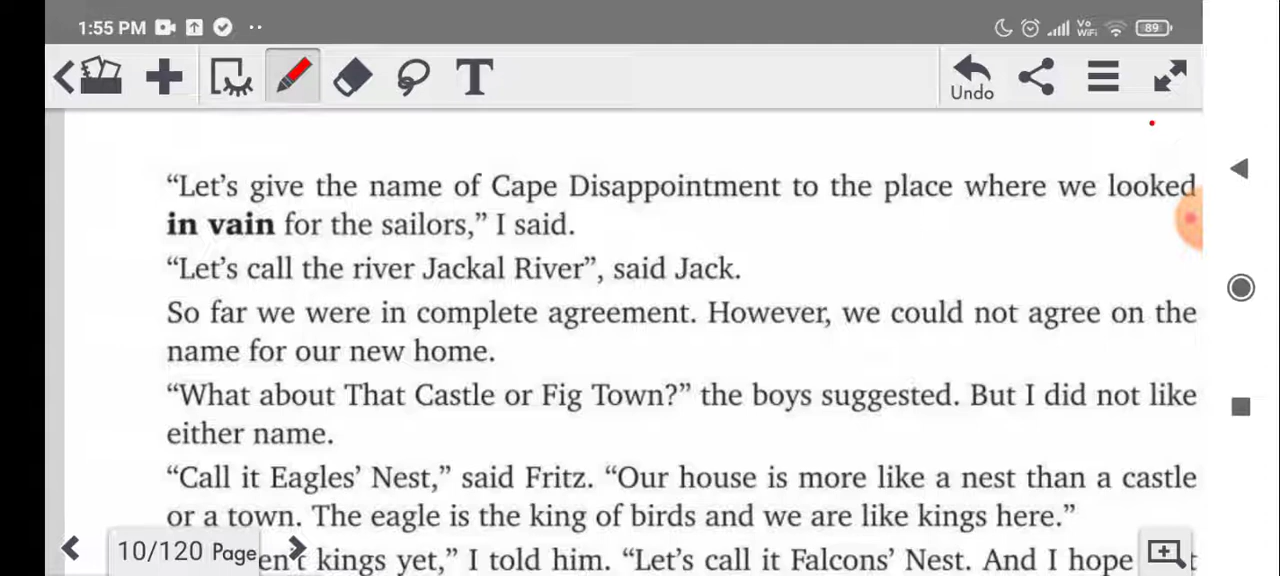 1:55 PM
Vo WiFi
89
T
Undo
“Let’s give the name of Cape Disappointment to the place where we looked
in vain for the sailors,” I said.
“Let’s call the river Jackal River”, said Jack.
So far we were in complete agreement. However, we could not agree on the
name for our new home.
“What about That Castle or Fig Town?” the boys suggested. But I did not like
either name.
“Call it Eagles’ Nest,” said Fritz. “Our house is more like a nest than a castle
or a town. The eagle is the king of birds and we are like kings here.”
10/120 Page
kings yet,” I told him. “Let’s call it Falcons’ Nest. And I hope